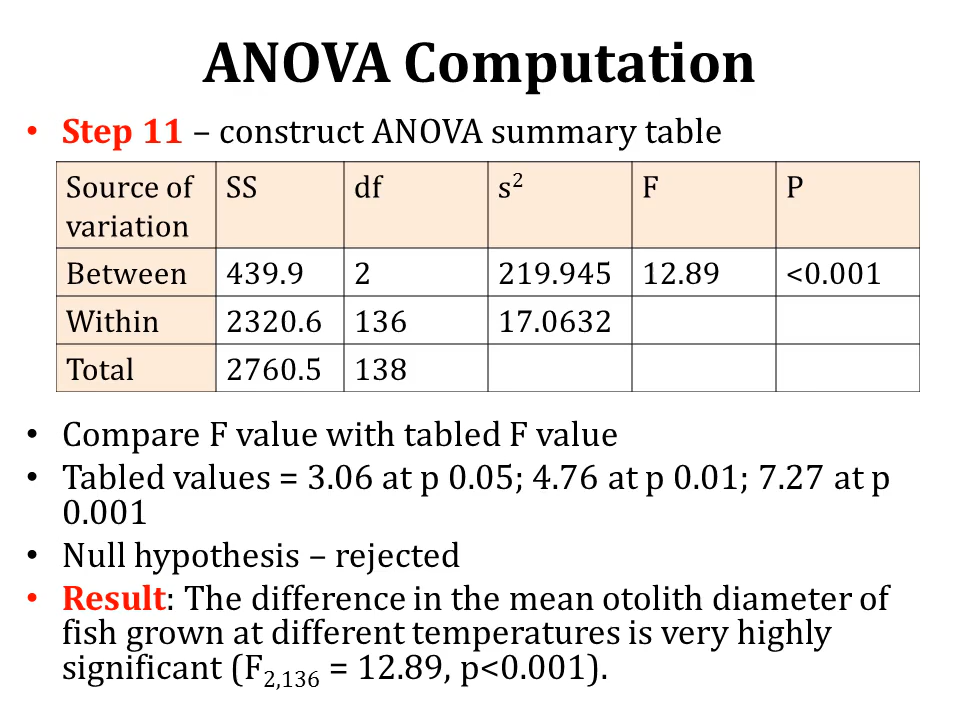 ANOVA Computation
• Step 11 – construct ANOVA summary table
Source of variation SS df s² F P
Between 439.9 2 219.945 12.89 <0.001
Within 2320.6 136 17.0632
Total 2760.5 138
• Compare F value with tabled F value
• Tabled values = 3.06 at p 0.05; 4.76 at p 0.01; 7.27 at p
0.001
• Null hypothesis – rejected
• Result: The difference in the mean otolith diameter of
fish grown at different temperatures is very highly
significant (F2,136 = 12.89, p<0.001).